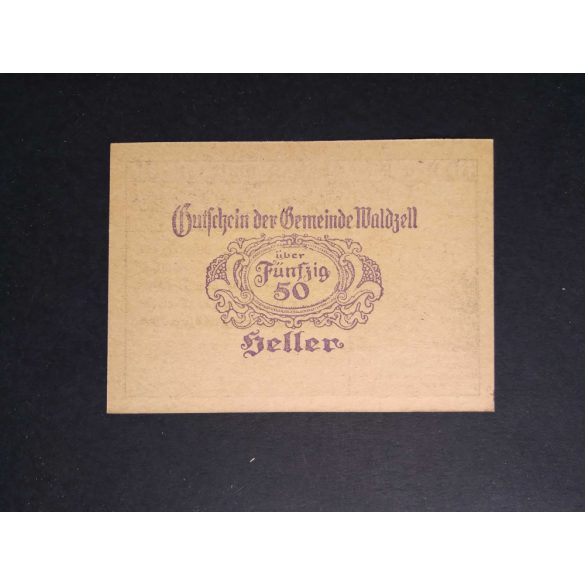 Gutschein der Gemeinde Waldzell
über
Fünfzig
50
Heller